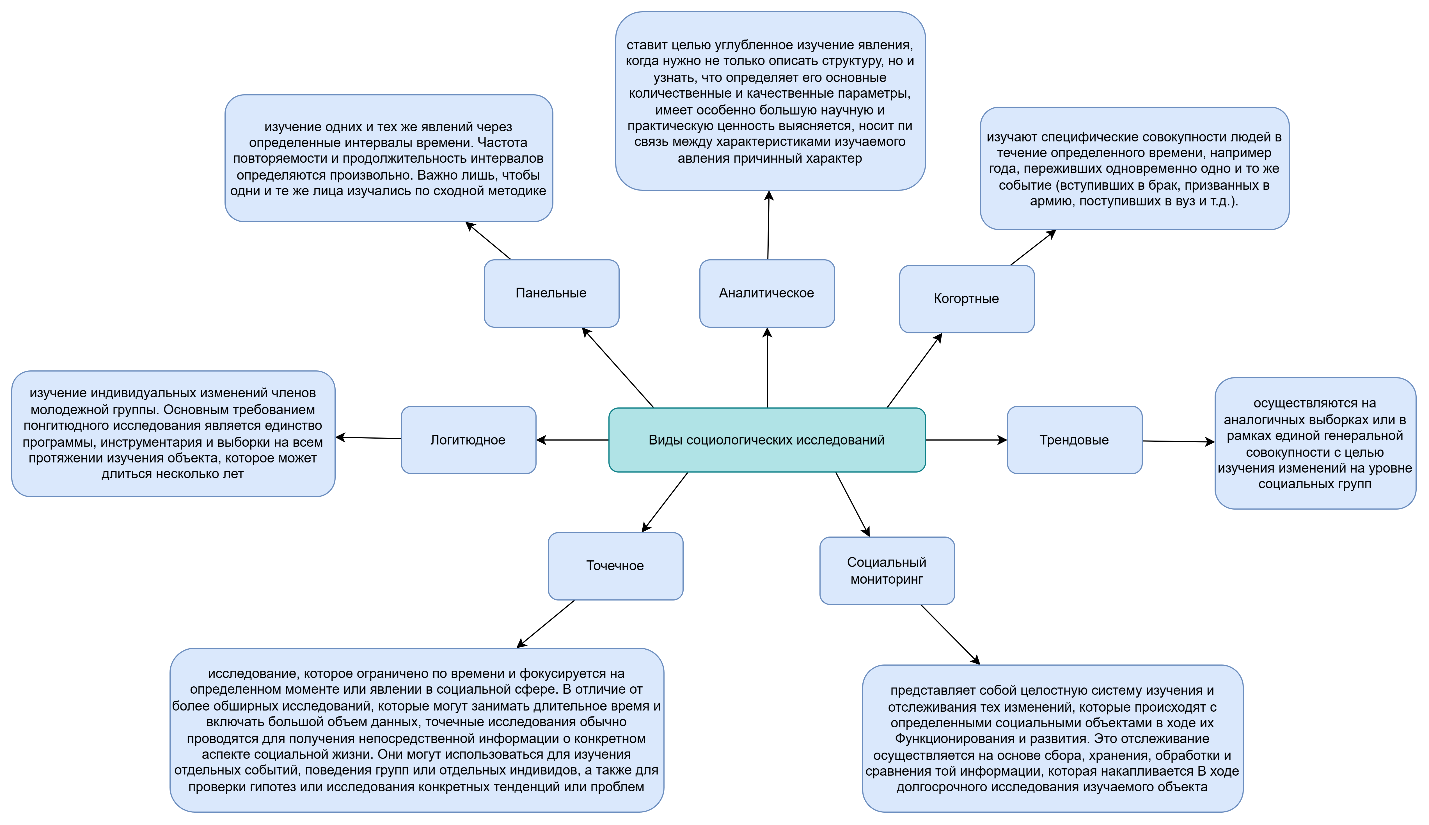 ставит целью углубленное изучение явления,
когда нужно не только описать структуру, но и
узнать, что определяет его основные
количественные и качественные параметры,
имеет особенно большую научную и
практическую ценность выясняется, носит пи
связь между характеристиками изучаемого
авления причинный характер
изучение одних и тех же явлений через
определенные интервалы времени. Частота
повторяемости и продолжительность интервалов
определяются произвольно. Важно лишь, чтобы
одни и те же лица изучались по сходной методике
изучают специфические совокупности людей в
течение определенного времени, например
года, переживших одновременно одно и то же
событие (вступивших в брак, призванных в
армию, поступивших в вуз и т.д.).
Панельные
Аналитическое
Когортные
изучение индивидуальных изменений членов
молодежной группы. Основным требованием
понгитюдного исследования является единство
программы, инструментария и выборки на всем
протяжении изучения объекта, которое может
длиться несколько лет
Логитюдное
Виды социологических исследований
Трендовые
осуществляются на
аналогичных выборках или в
рамках единой генеральной
совокупности с целью
изучения изменений на уровне
социальных групп
Точечное
Социальный
мониторинг
исследование, которое ограничено по времени и фокусируется на
определенном моменте или явлении в социальной сфере. В отличие от
более обширных исследований, которые могут занимать длительное время и
включать большой объем данных, точечные исследования обычно
проводятся для получения непосредственной информации о конкретном
аспекте социальной жизни. Они могут использоваться для изучения
отдельных событий, поведения групп или отдельных индивидов, а также для
проверки гипотез или исследования конкретных тенденций или проблем
представляет собой целостную систему изучения и
отслеживания тех изменений, которые происходят с
определенными социальными объектами в ходе их
Функционирования и развития. Это отслеживание
осуществляется на основе сбора, хранения, обработки и
сравнения той информации, которая накапливается В ходе
долгосрочного исследования изучаемого объекта